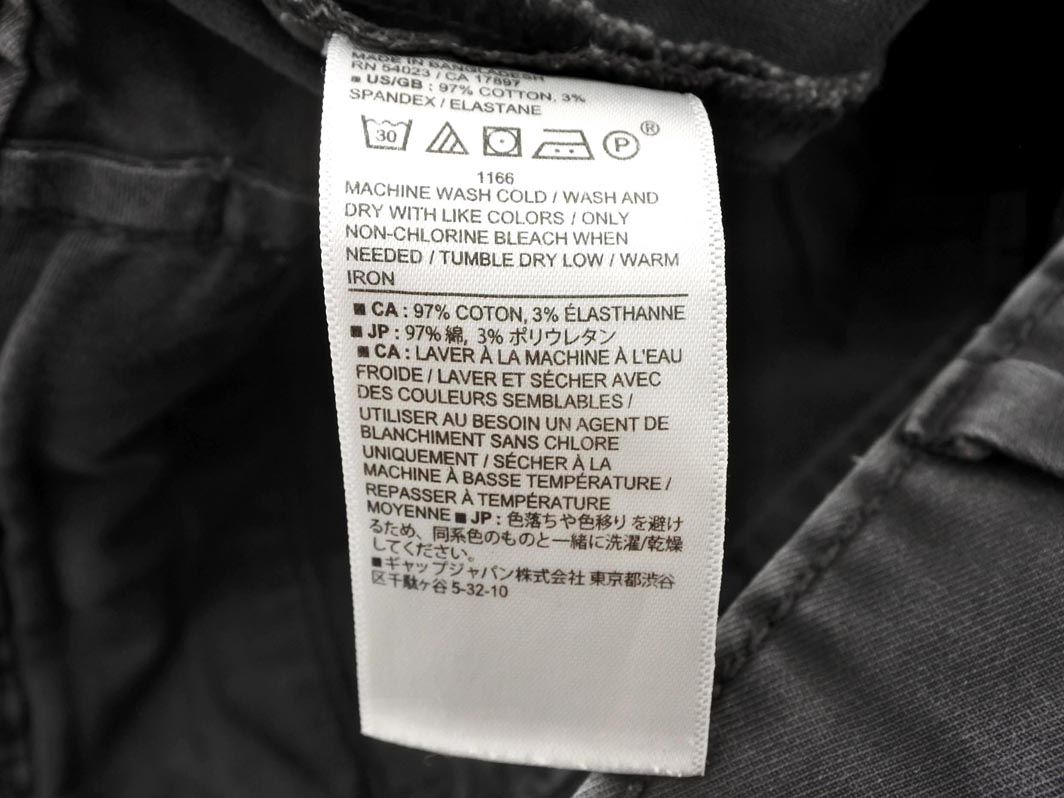 MADE IN BANGLADESH
RN 54023 / CA 17897
■ US/GB : 97% COTTON, 3%
SPANDEX / ELASTANE
30 P ®
1166
MACHINE WASH COLD / WASH AND
DRY WITH LIKE COLORS / ONLY
NON-CHLORINE BLEACH WHEN
NEEDED / TUMBLE DRY LOW / WARM
IRON
■ CA : 97% COTON, 3% ÉLASTHANNE
■ JP : 97% 綿, 3% ポリウレタン
■ CA : LAVER À LA MACHINE À L'EAU
FROIDE / LAVER ET SÉCHER AVEC
DES COULEURS SEMBLABLES /
UTILISER AU BESOIN UN AGENT DE
BLANCHIMENT SANS CHLORE
UNIQUEMENT / SÉCHER À LA
MACHINE À BASSE TEMPÉRATURE /
REPASSER À TEMPÉRATURE
MOYENNE ■ JP : 色落ちや色移りを避け
るため、同系色のものと一緒に洗濯/乾燥
してください。
■ ギャップジャパン株式会社 東京都渋谷
区千駄ヶ谷 5-32-10